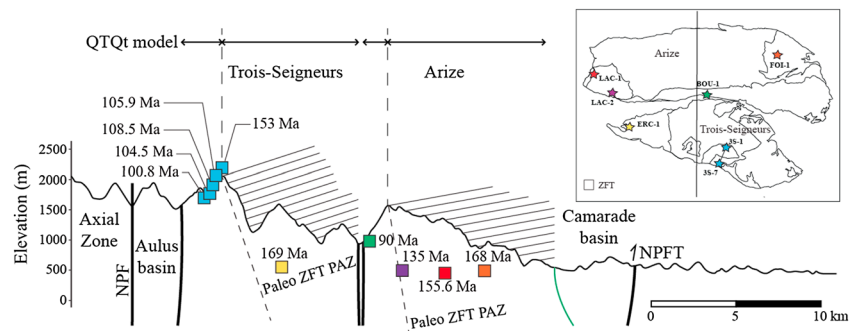 QTQt model
Trois-Seigneurs
Arize
105.9 Ma
108.5 Ma
104.5 Ma
100.8 Ma
153 Ma
Elevation (m)
2500
2000
1500
1000
500
0
Axial
Zone
NPF
Aulus
basin
169 Ma
Paleo ZFT PAZ
90 Ma
135 Ma
155.6 Ma
168 Ma
Paleo ZFT PAZ
Camarade
basin
NPFT
0 5 10 km
Arize
FOI-1
LAC-1
LAC-2
BOU-1
ERC-1
Trois-Seigneurs
3S-1
3S-7
ZFT